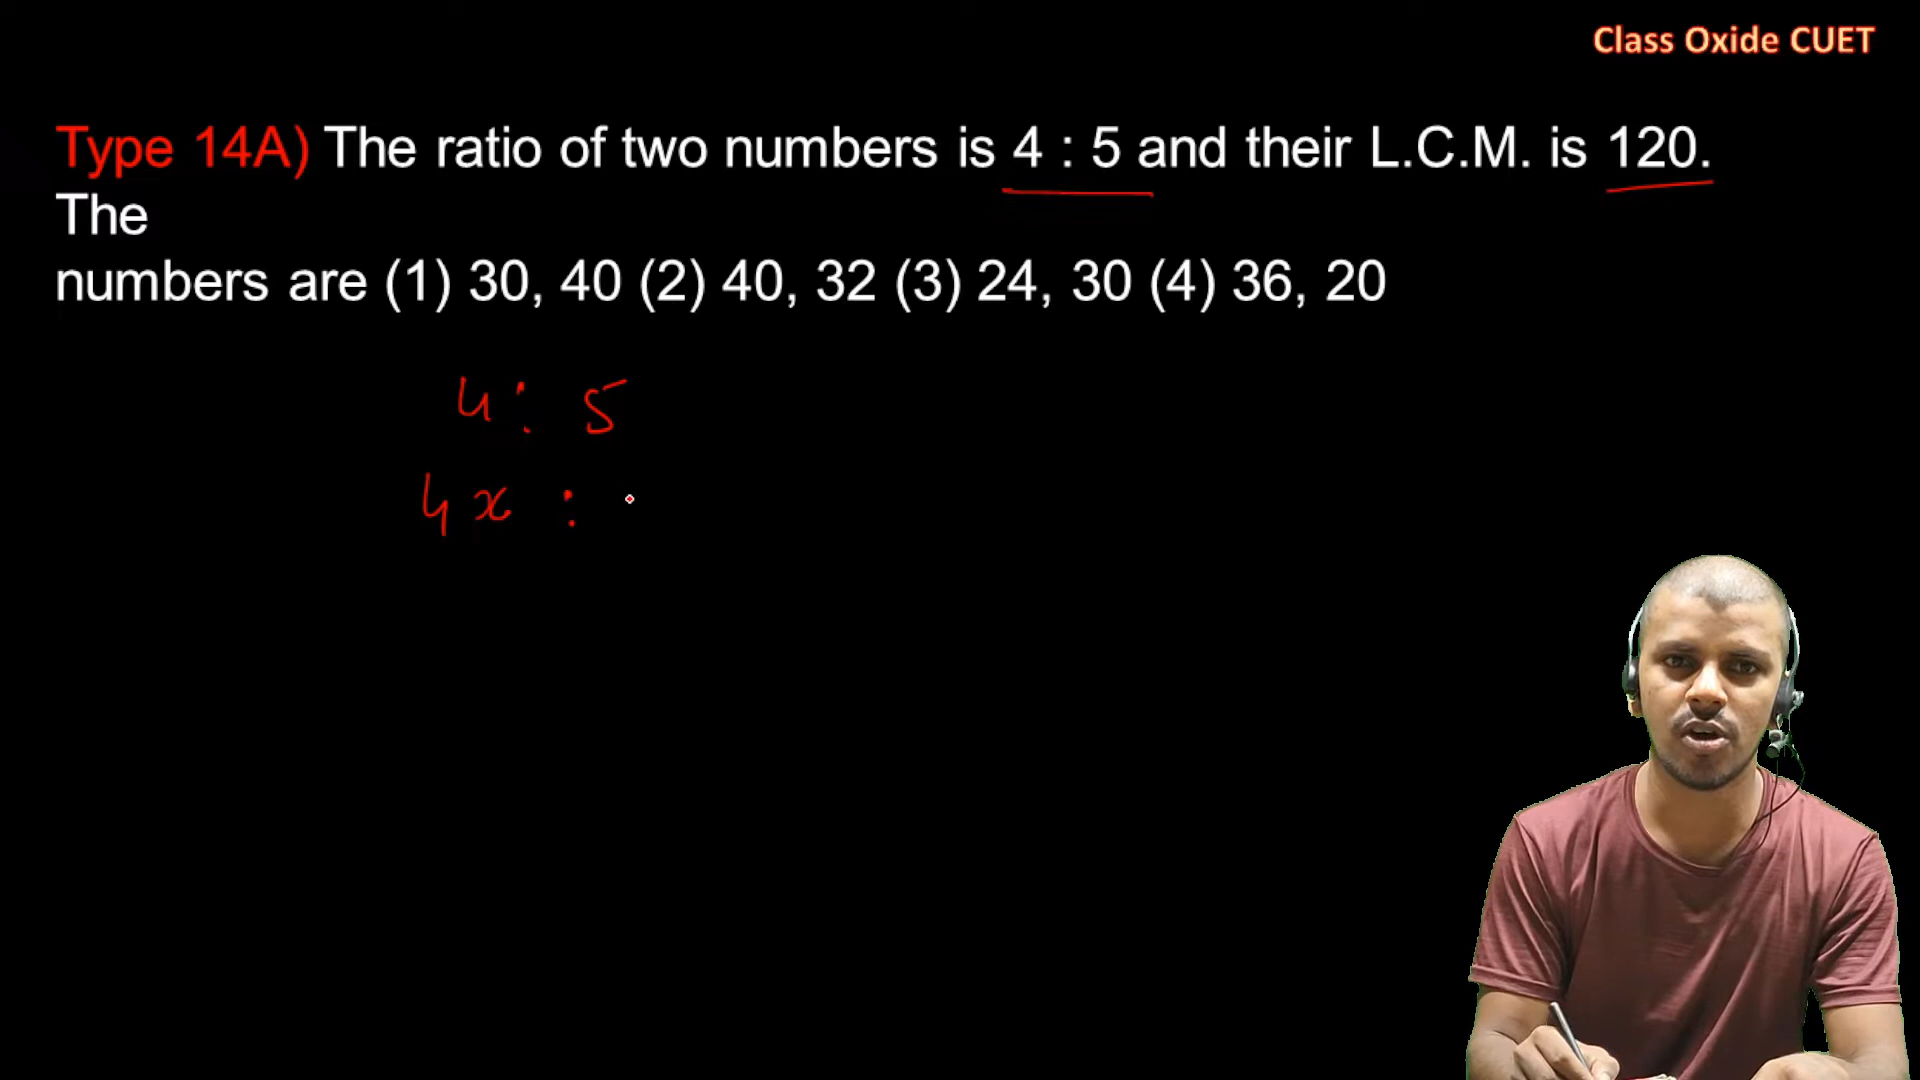 Class Oxide CUET
Type 14A) The ratio of two numbers is 4 : 5 and their L.C.M. is 120.
The
numbers are (1) 30, 40 (2) 40, 32 (3) 24, 30 (4) 36, 20
4 : 5
4x :